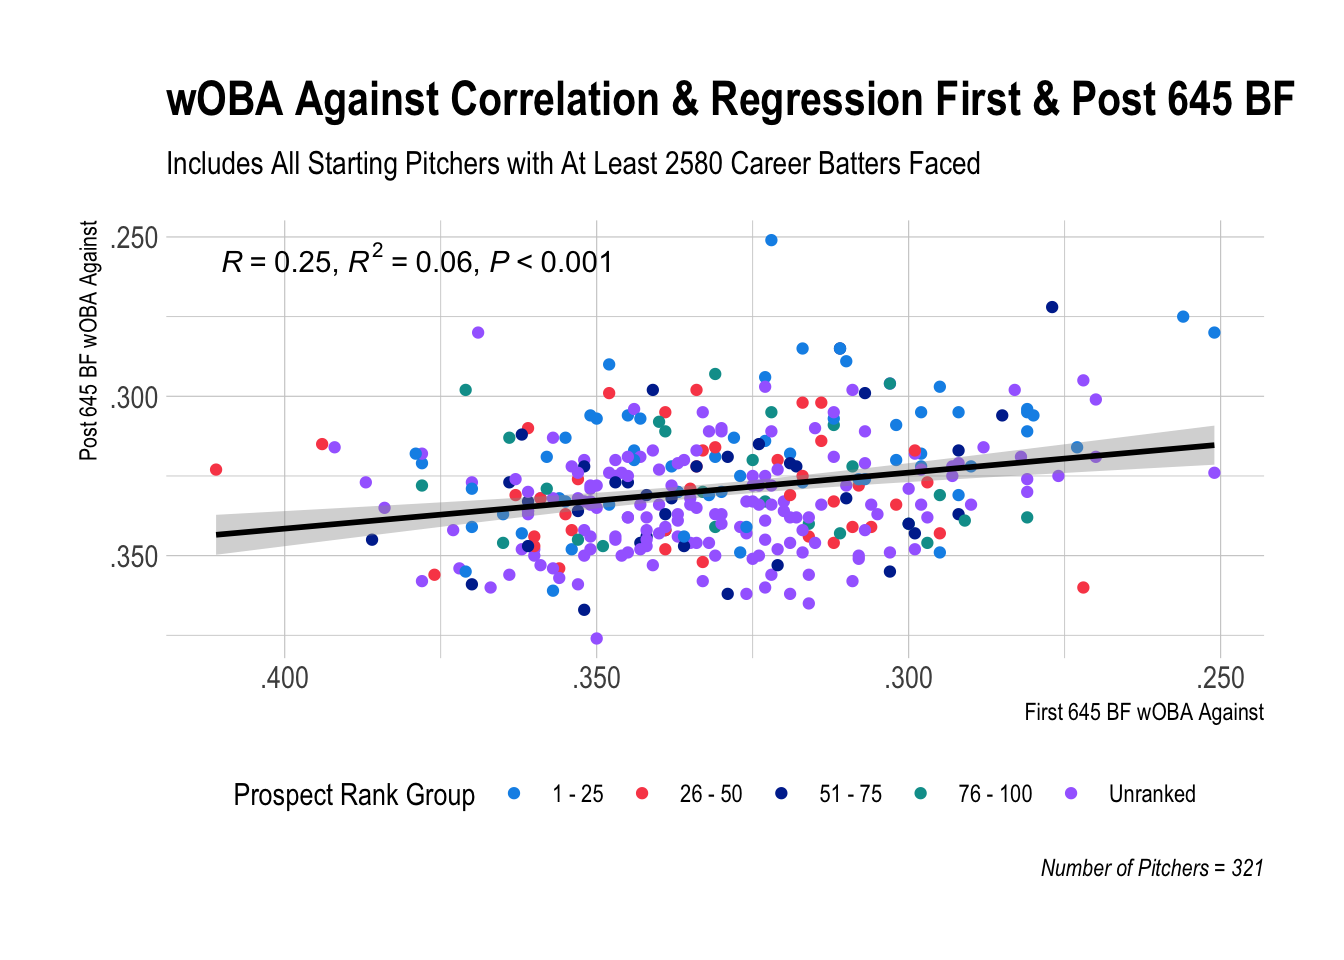 wOBA Against Correlation & Regression First & Post 645 BF
Includes All Starting Pitchers with At Least 2580 Career Batters Faced
Post 645 BF wOBA Against
.250
.300
.350
R = 0.25, R² = 0.06, P < 0.001
.400
.350
.300
.250
First 645 BF wOBA Against
Prospect Rank Group
1 - 25
26 - 50
51 - 75
76 - 100
Unranked
Number of Pitchers = 321